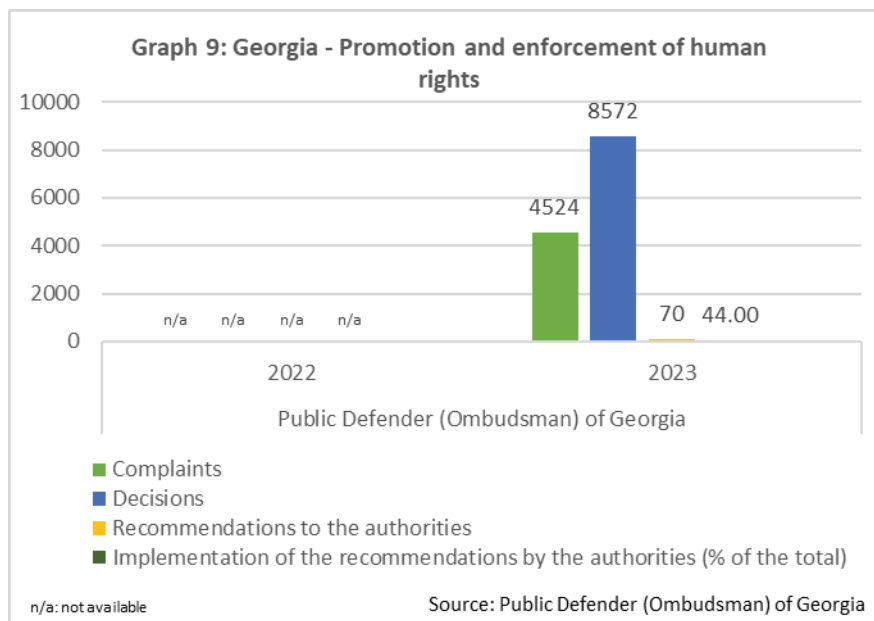 Graph 9: Georgia - Promotion and enforcement of human
rights
10000
8000
6000
4000
2000
0
n/a n/a n/a n/a
4524
8572
70
44.00
2022 2023
Public Defender (Ombudsman) of Georgia
Complaints
Decisions
Recommendations to the authorities
Implementation of the recommendations by the authorities (% of the total)
n/a: not available
Source: Public Defender (Ombudsman) of Georgia